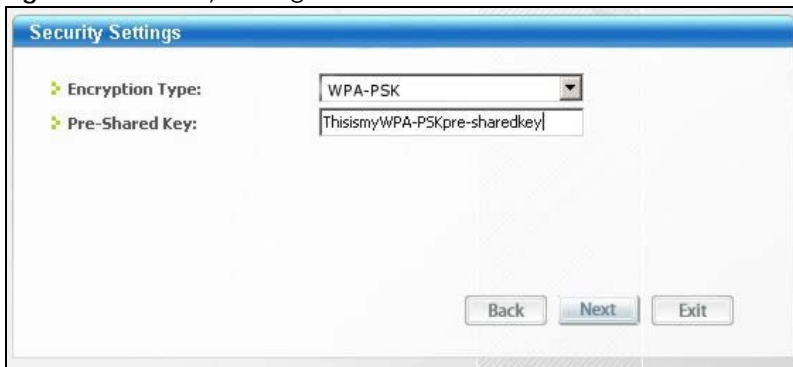 Security Settings
Encryption Type: WPA-PSK
Pre-Shared Key: ThisismyWPA-PSKpre-sharedkey
Back Next Exit